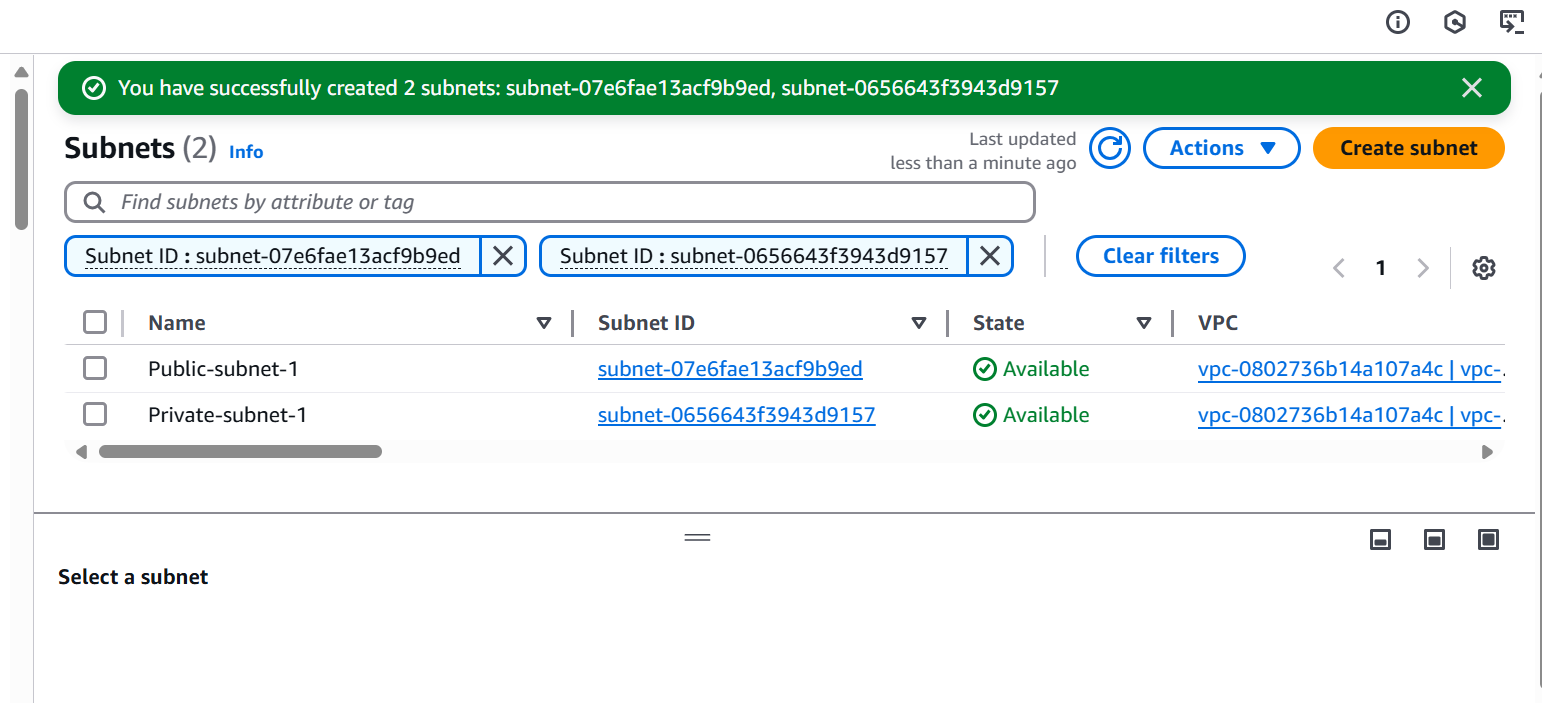 You have successfully created 2 subnets: subnet-07e6fae13acf9b9ed, subnet-0656643f3943d9157
Subnets (2) Info
Last updated
less than a minute ago
Actions
Create subnet
Find subnets by attribute or tag
Subnet ID : subnet-07e6fae13acf9b9ed
Subnet ID : subnet-0656643f3943d9157
Clear filters
1
Name Subnet ID State VPC
Public-subnet-1 subnet-07e6fae13acf9b9ed Available vpc-0802736b14a107a4c | vpc-
Private-subnet-1 subnet-0656643f3943d9157 Available vpc-0802736b14a107a4c | vpc-
Select a subnet